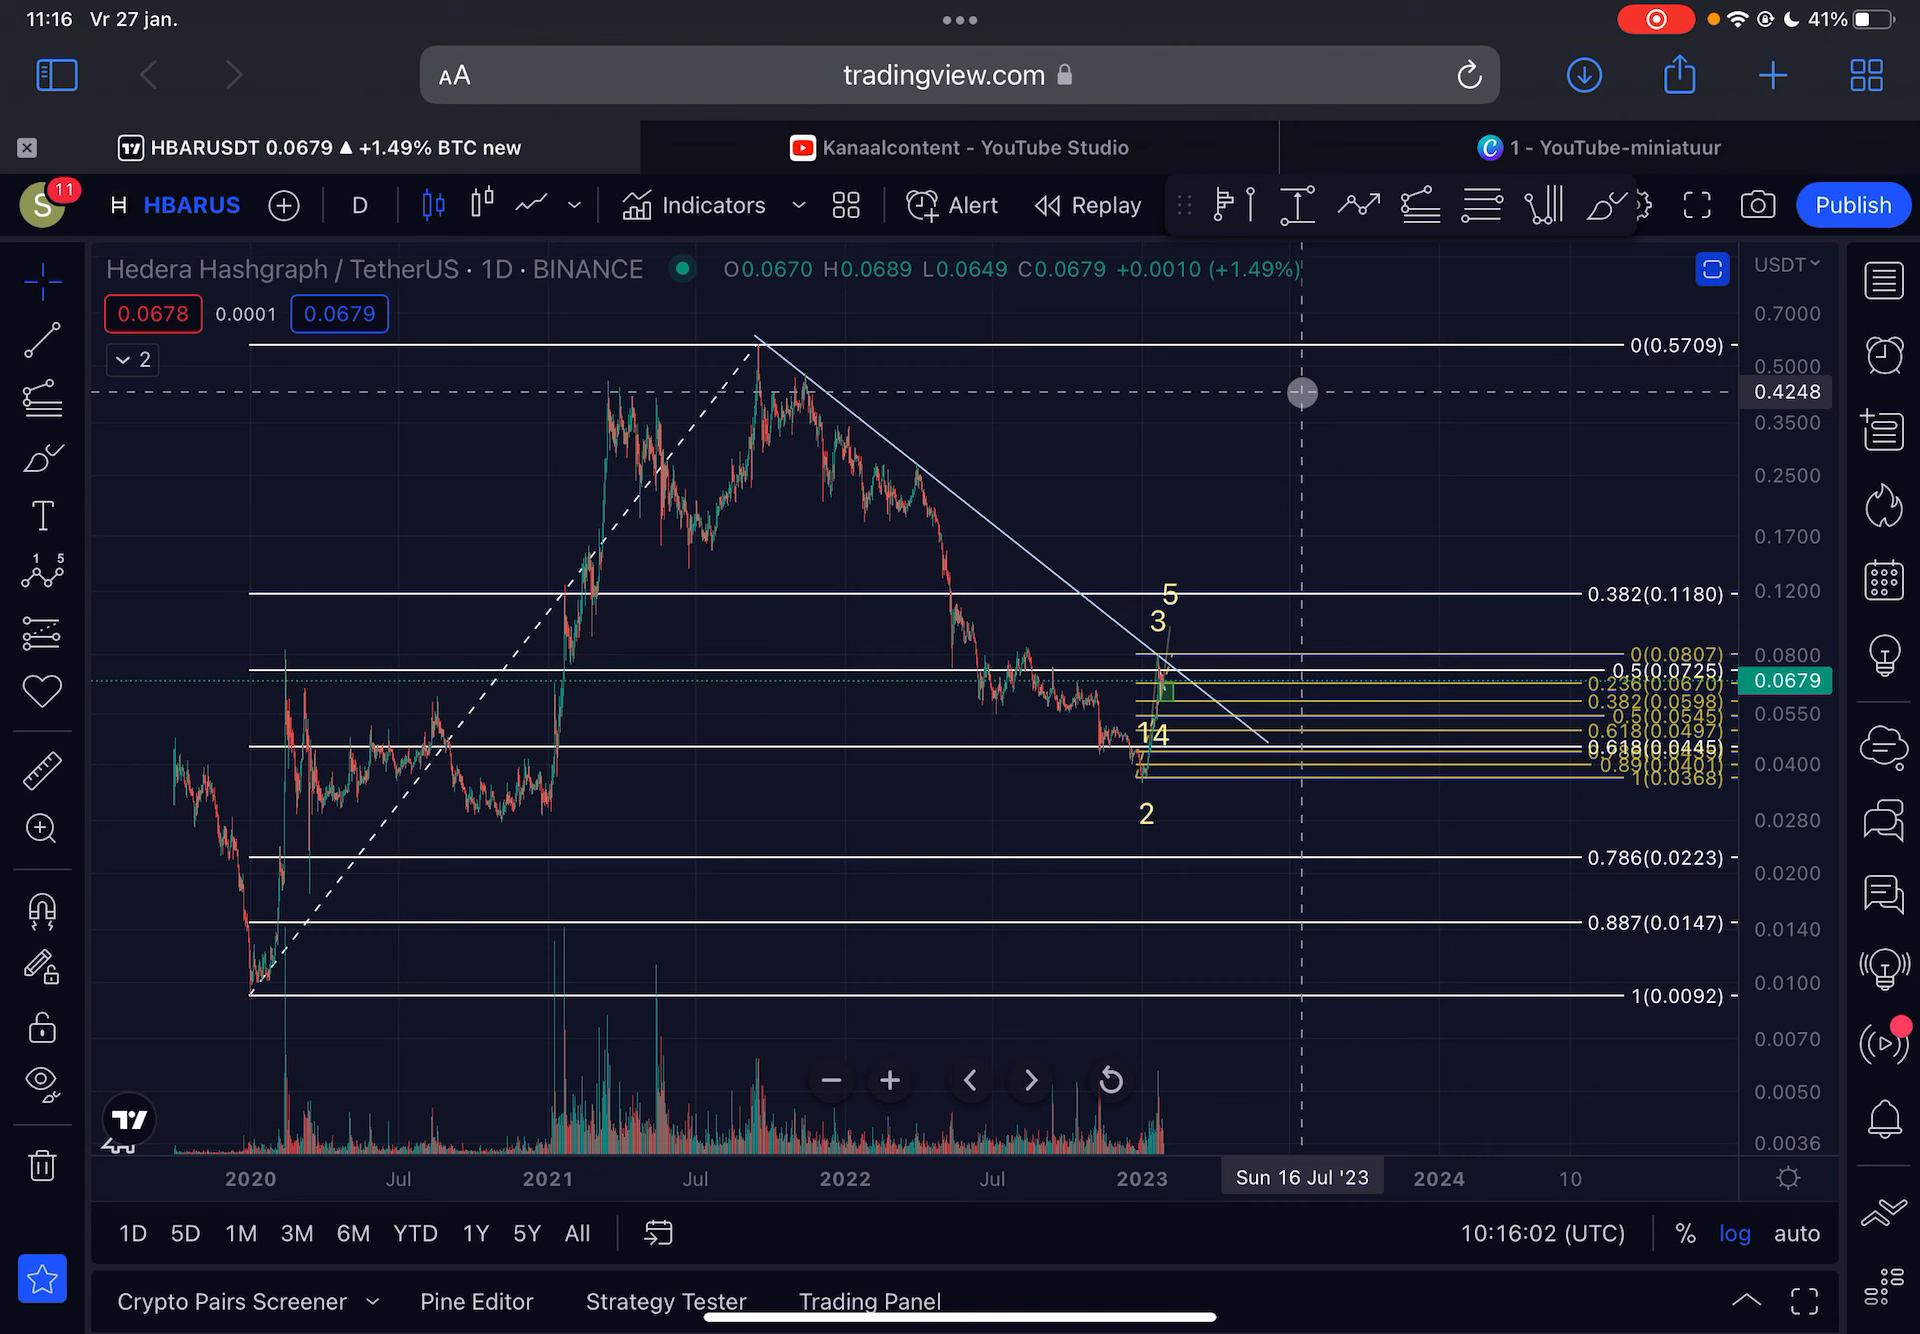 11:16 Vr 27 jan.
41%
AA
tradingview.com
HBARUSDT 0.0679 ▲ +1.49% BTC new
Kanaalcontent - YouTube Studio
1 - YouTube-miniatuur
S
11
H HBARUS
D
Indicators
Alert
Replay
Publish
Hedera Hashgraph / TetherUS · 1D · BINANCE
O0.0670 H0.0689 L0.0649 C0.0679 +0.0010 (+1.49%)
USDT
0.0678
0.0001
0.0679
2
0.7000
0(0.5709)
0.5000
0.4248
0.3500
0.2500
0.1700
5
0.382(0.1180)
0.1200
3
0(0.0807)
0.0800
0.5(0.0725)
0.0679
0.236(0.0670)
0.382(0.0598)
0.5(0.0545)
0.0550
0.618(0.0497)
14
0.618(0.0445)
0.89(0.0401)
0.0400
1(0.0368)
2
0.0280
0.786(0.0223)
0.0200
0.887(0.0147)
0.0140
0.0100
1(0.0092)
0.0070
0.0050
0.0036
2020
Jul
2021
Jul
2022
Jul
2023
Sun 16 Jul '23
2024
10
1D 5D 1M 3M 6M YTD 1Y 5Y All
10:16:02 (UTC)
% log auto
Crypto Pairs Screener
Pine Editor
Strategy Tester
Trading Panel